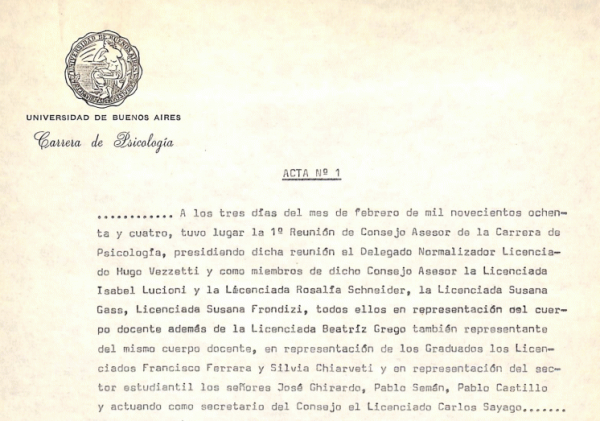 UNIVERSIDAD DE BUENOS AIRES
UNIVERSIDAD DE BUENOS AIRES
Carrera de Psicología
ACTA Nº 1
............ A los tres días del mes de febrero de mil novecientos ochen-
ta y cuatro, tuvo lugar la 1º Reunión de Consejo Asesor de la Carrera de
Psicología, presidiendo dicha reunión el Delegado Normalizador Licencia-
do Hugo Vezzetti y como miembros de dicho Consejo Asesor la Licenciada
Isabel Lucioni y la Lécenciada Rosalía Schneider, la Licenciada Susana
Gass, Licenciada Susana Frondizi, todos ellos en representación del cuer-
po docente además de la Licenciada Beatriz Grego también representante
del mismo cuerpo docente, en representación de los Graduados los Licen-
ciados Francisco Ferrara y Silvia Chiarveti y en representación del sec-
tor estudiantil los señores José Ghirardo, Pablo Semán, Pablo Castillo
y actuando como secretario del Consejo el Licenciado Carlos Sayago.......